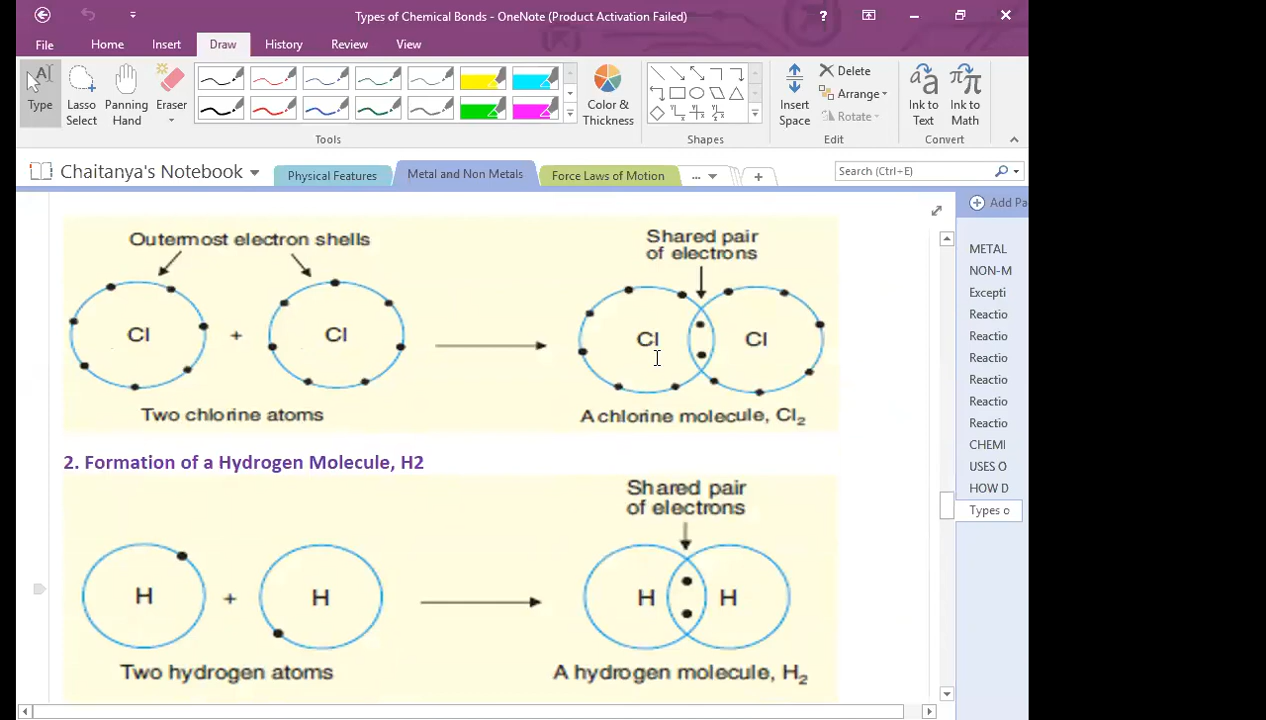 Types of Chemical Bonds - OneNote (Product Activation Failed)
?
File
Home
Insert
Draw
History
Review
View
Type
Lasso
Select
Panning
Hand
Eraser
Color &
Thickness
Insert
Space
Delete
Arrange
Rotate
Ink to
Text
Ink to
Math
Tools
Shapes
Edit
Convert
Chaitanya's Notebook
Physical Features
Metal and Non Metals
Force Laws of Motion
...
Search (Ctrl+E)
Add Pa
METAL
NON-M
Excepti
Reactio
Reactio
Reactio
Reactio
Reactio
Reactio
CHEMI
USES O
HOW D
Types o
Outermost electron shells
Shared pair
of electrons
Cl + Cl
Cl Cl
Two chlorine atoms
A chlorine molecule, Cl₂
2. Formation of a Hydrogen Molecule, H2
Shared pair
of electrons
H + H
H H
Two hydrogen atoms
A hydrogen molecule, H₂